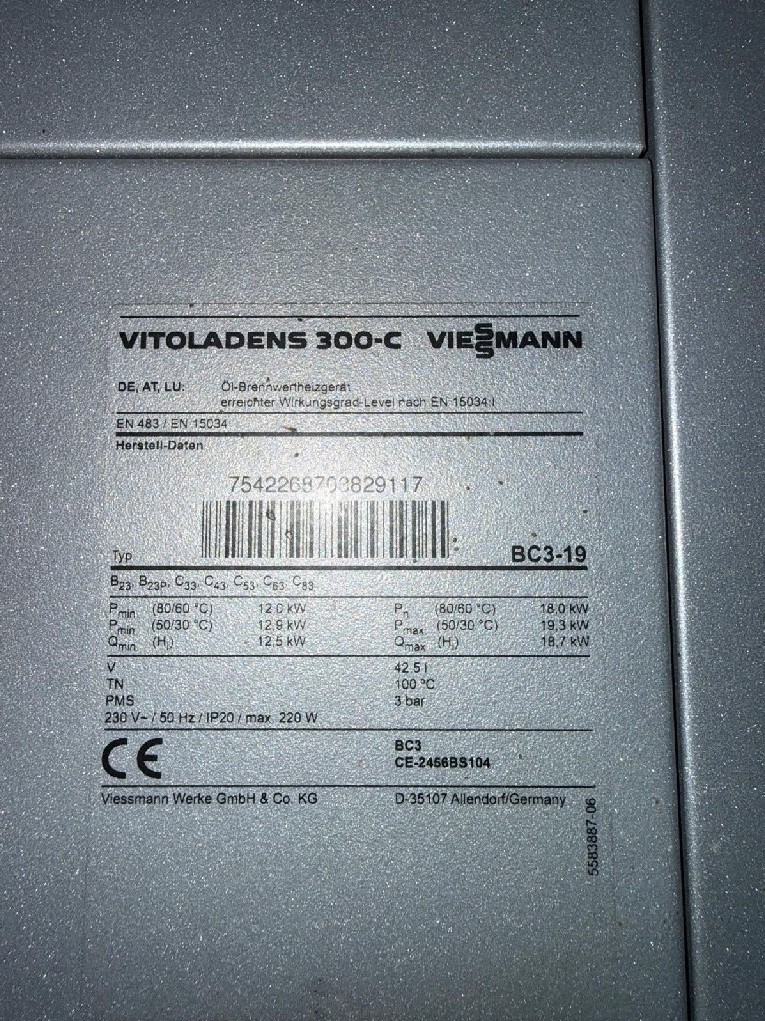 VITOLADENS 300-C VIESSMANN
DE, AT, LU: Öl-Brennwertheizgerät
erreichter Wirkungsgrad-Level nach EN 15034:I
EN 483 / EN 15034
Herstell-Daten
7542268703829117
Typ BC3-19
B23, B23P, C33, C43, C53, C63, C83
Pmin (80/60 °C) 12.0 kW Pn (80/60 °C) 18.0 kW
Pmin (50/30 °C) 12.9 kW Pmax (50/30 °C) 19,3 kW
Qmin (Hi) 12.5 kW Qmax (Hi) 18,7 kW
V 42.5 l
TN 100 °C
PMS 3 bar
230 V~ / 50 Hz / IP20 / max. 220 W
CE BC3
CE-2456BS104
Viessmann Werke GmbH & Co. KG D-35107 Allendorf/Germany
5583887-06